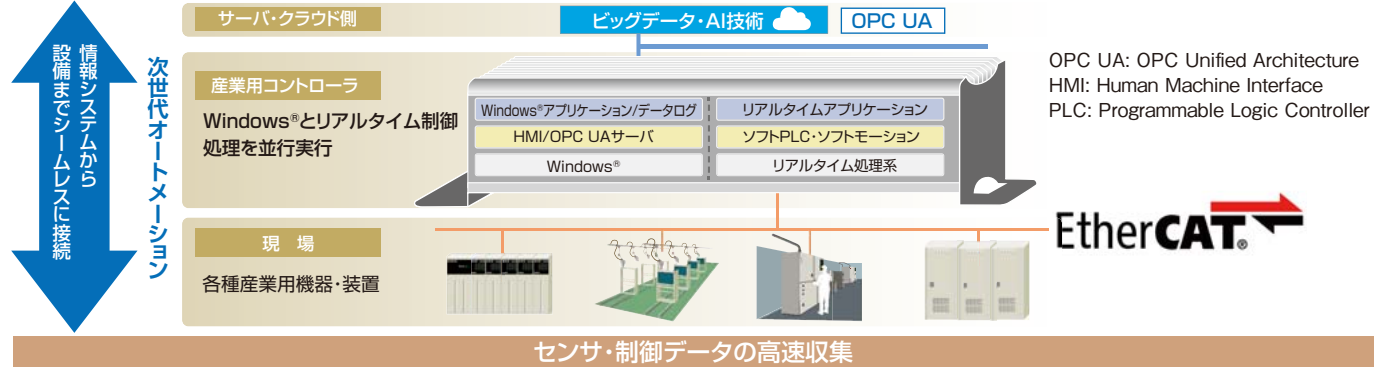 サーバ・クラウド側
ビッグデータ・AI技術
OPC UA
情報システムから
設備までシームレスに接続
次世代オートメーション
産業用コントローラ
Windows®とリアルタイム制御
処理を並行実行
Windows®アプリケーション/データログ
リアルタイムアプリケーション
HMI/OPC UAサーバ
ソフトPLC・ソフトモーション
Windows®
リアルタイム処理系
OPC UA: OPC Unified Architecture
HMI: Human Machine Interface
PLC: Programmable Logic Controller
現 場
各種産業用機器・装置
EtherCAT®
センサ・制御データの高速収集